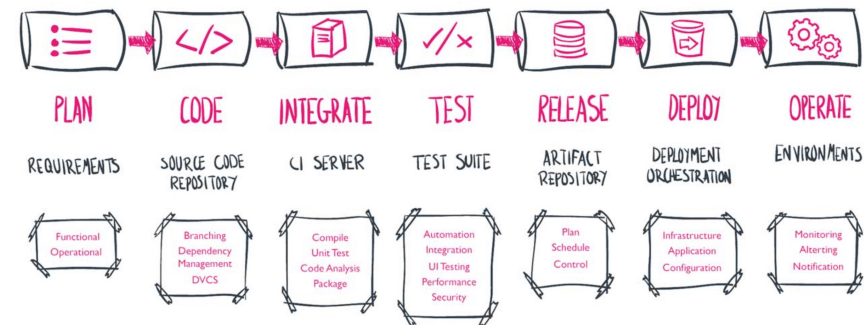 PLAN
CODE
INTEGRATE
TEST
RELEASE
DEPLOY
OPERATE
REQUIREMENTS
SOURCE CODE
REPOSITORY
CI SERVER
TEST SUITE
ARTIFACT
REPOSITORY
DEPLOYMENT
ORCHESTRATION
ENVIRONMENTS
Functional
Operational
Branching
Dependency
Management
DVCS
Compile
Unit Test
Code Analysis
Package
Automation
Integration
UI Testing
Performance
Security
Plan
Schedule
Control
Infrastructure
Application
Configuration
Monitoring
Alterting
Notification